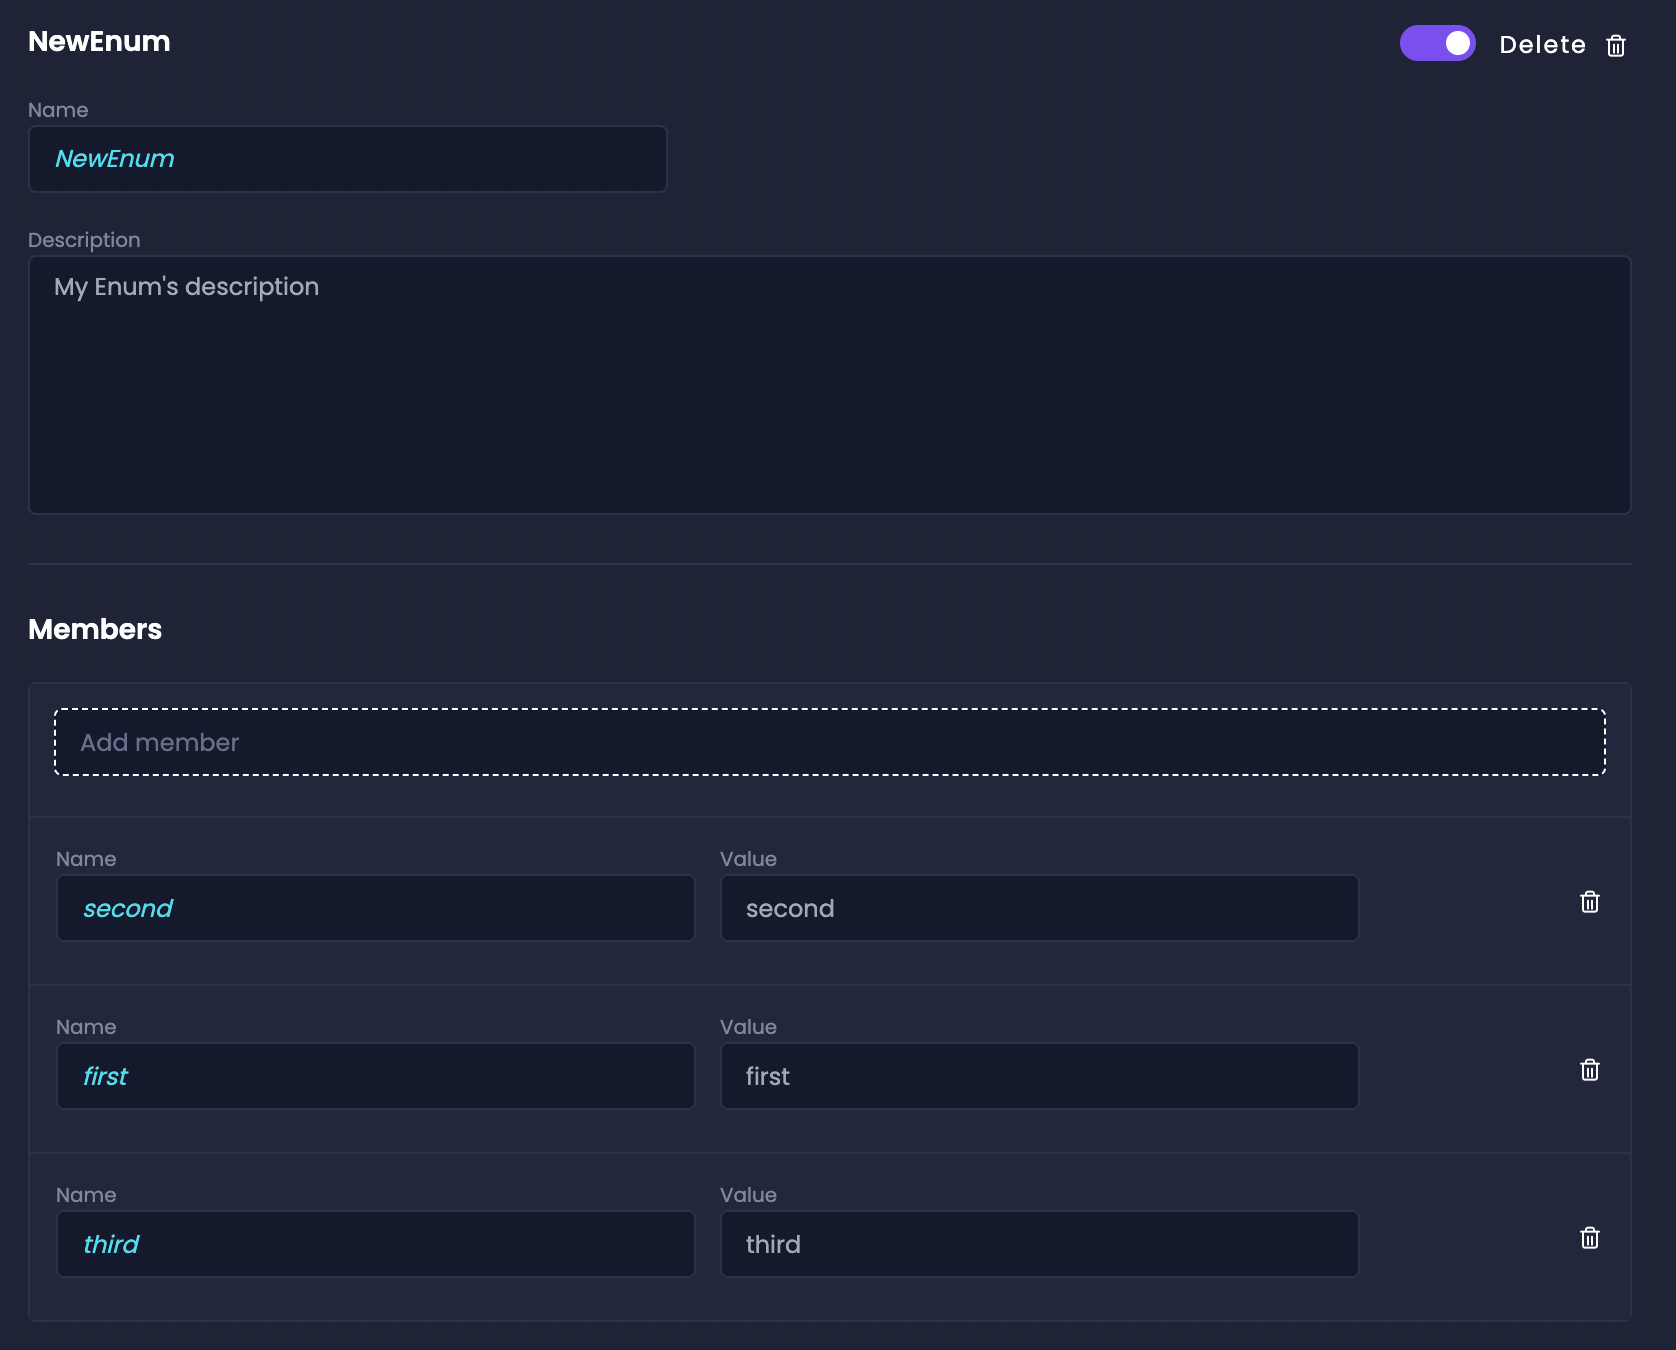 NewEnum
Delete
Name
NewEnum
Description
My Enum's description
Members
Add member
Name Value
second second
Name Value
first first
Name Value
third third